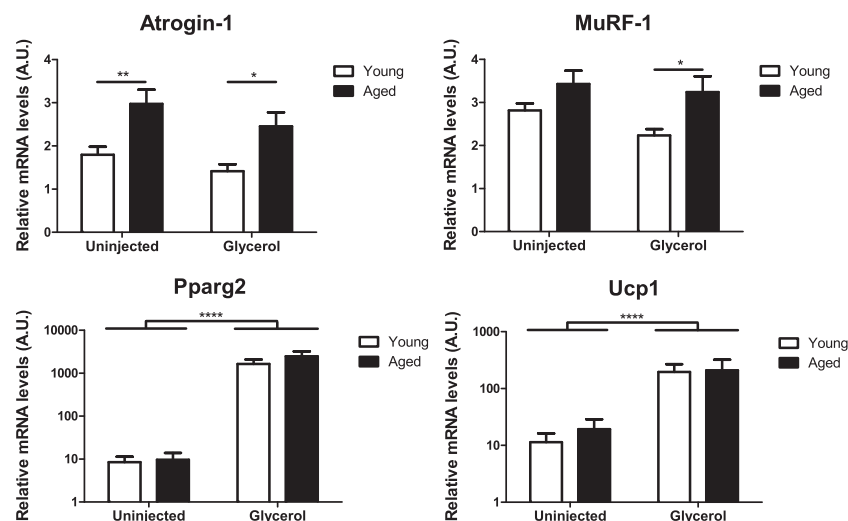 Atrogin-1
Relative mRNA levels (A.U.)
4
3
2
1
0
**
*
Uninjected Glycerol
Young
Aged
MuRF-1
Relative mRNA levels (A.U.)
4
3
2
1
0
*
Uninjected Glycerol
Young
Aged
Pparg2
Relative mRNA levels (A.U.)
10000
1000
100
10
1
****
Uninjected Glycerol
Young
Aged
Ucp1
Relative mRNA levels (A.U.)
1000
100
10
1
****
Uninjected Glycerol
Young
Aged